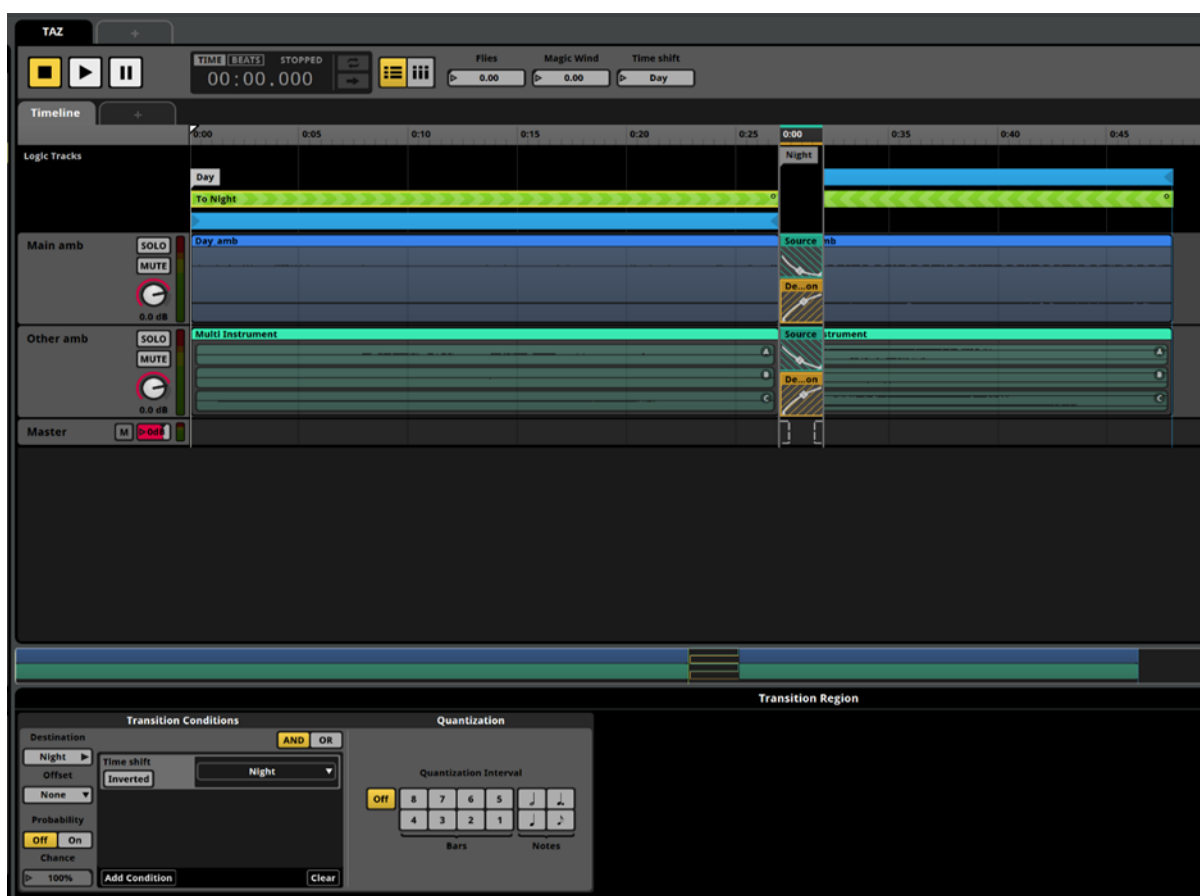 TAZ +
TIME BEATS STOPPED
00:00.000
Flies Magic Wind Time shift
0.00 0.00 Day
Timeline +
0:00 0:05 0:10 0:15 0:20 0:25 0:00 0:35 0:40 0:45
Logic Tracks
Night
Day
To Night
Main amb SOLO
MUTE
0.0 dB
Day amb
Source mb
De...on
Other amb SOLO
MUTE
0.0 dB
Multi Instrument
Source strument
A A
B B
De...on
C C
Master M 0dB
Transition Region
Transition Conditions
Destination
Night
Offset
None
Probability
Off On
Chance
100%
AND OR
Time shift
Inverted
Night
Add Condition Clear
Quantization
Quantization Interval
Off 8 7 6 5
4 3 2 1
Bars Notes